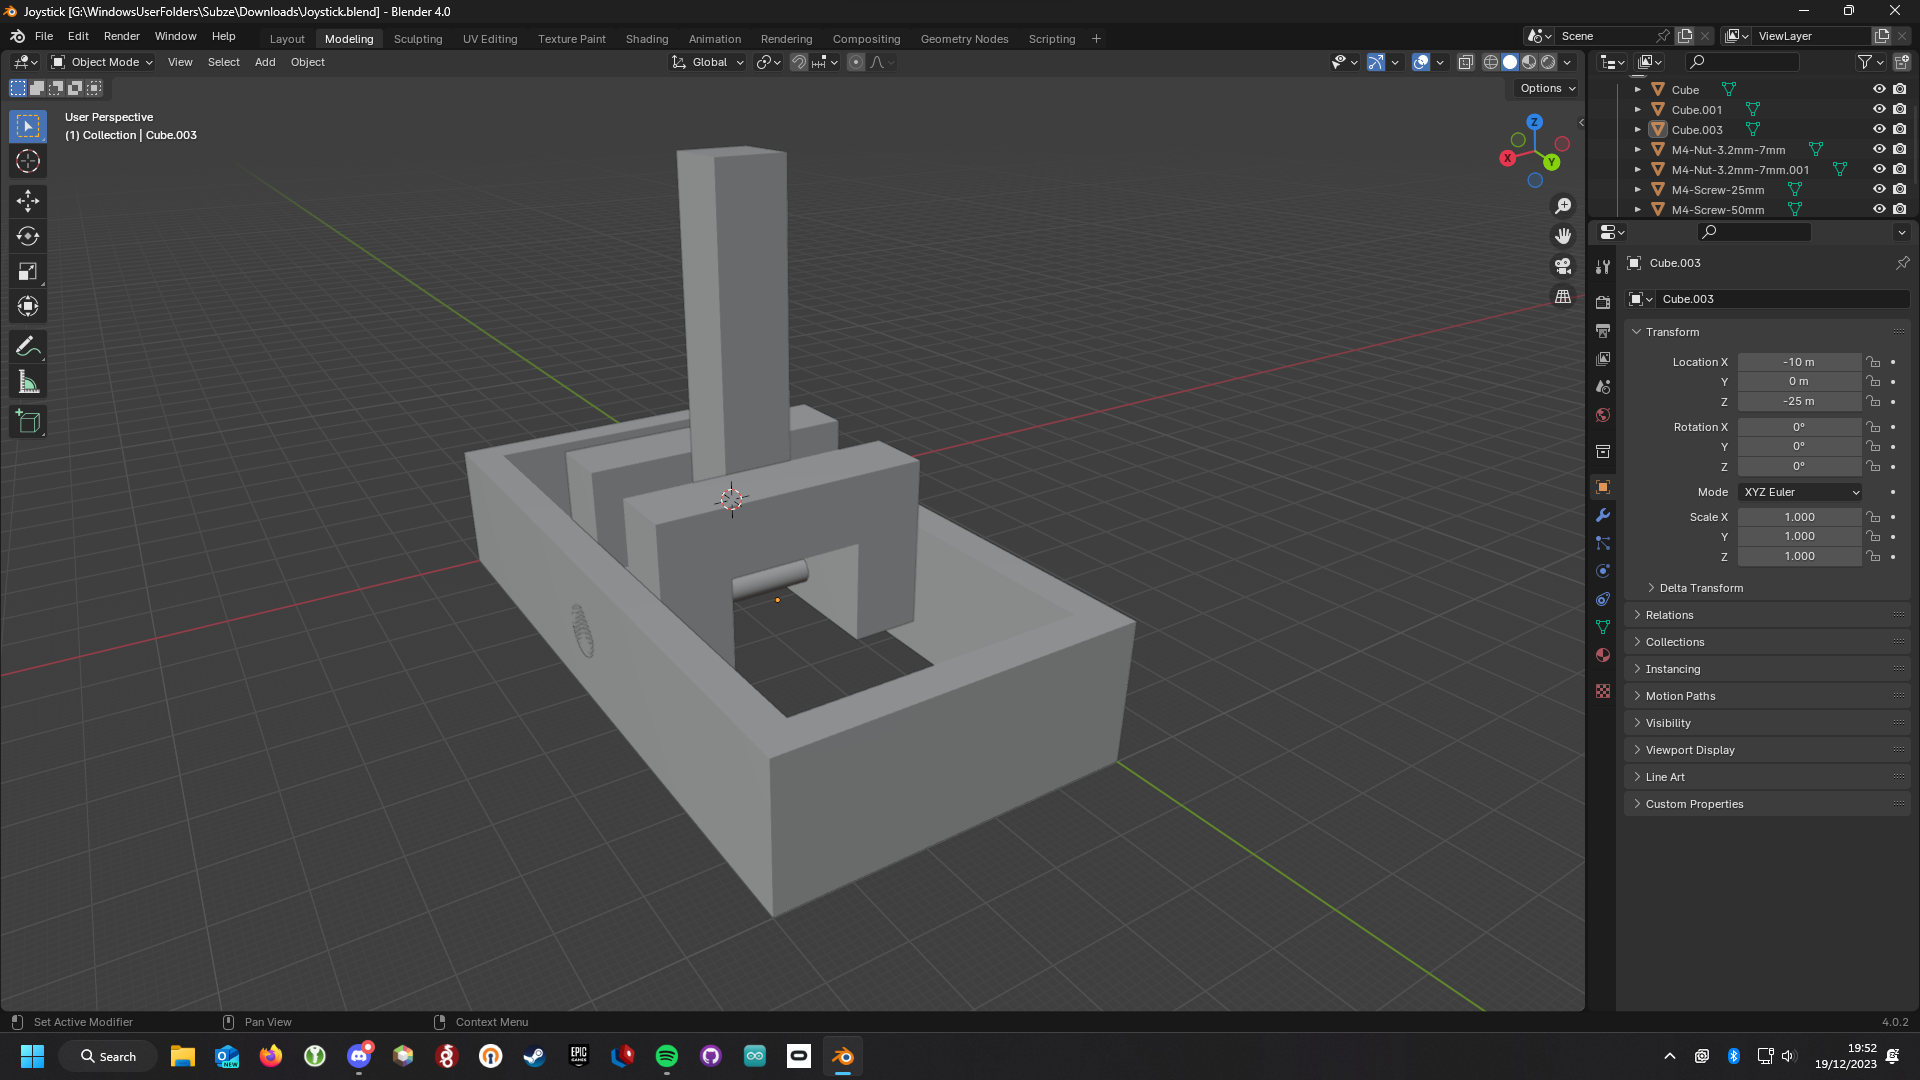 Joystick [G:\WindowsUserFolders\Subze\Downloads\Joystick.blend] - Blender 4.0
File Edit Render Window Help Layout Modeling Sculpting UV Editing Texture Paint Shading Animation Rendering Compositing Geometry Nodes Scripting + Scene ViewLayer
Object Mode View Select Add Object Global
Options
User Perspective
(1) Collection | Cube.003
Z
X
Y
Cube
Cube.001
Cube.003
M4-Nut-3.2mm-7mm
M4-Nut-3.2mm-7mm.001
M4-Screw-25mm
M4-Screw-50mm
Cube.003
Cube.003
Transform
Location X -10 m
Y 0 m
Z -25 m
Rotation X 0°
Y 0°
Z 0°
Mode XYZ Euler
Scale X 1.000
Y 1.000
Z 1.000
Delta Transform
Relations
Collections
Instancing
Motion Paths
Visibility
Viewport Display
Line Art
Custom Properties
Set Active Modifier Pan View Context Menu 4.0.2
Search
NEW
EPIC
GAMES
19:52
19/12/2023